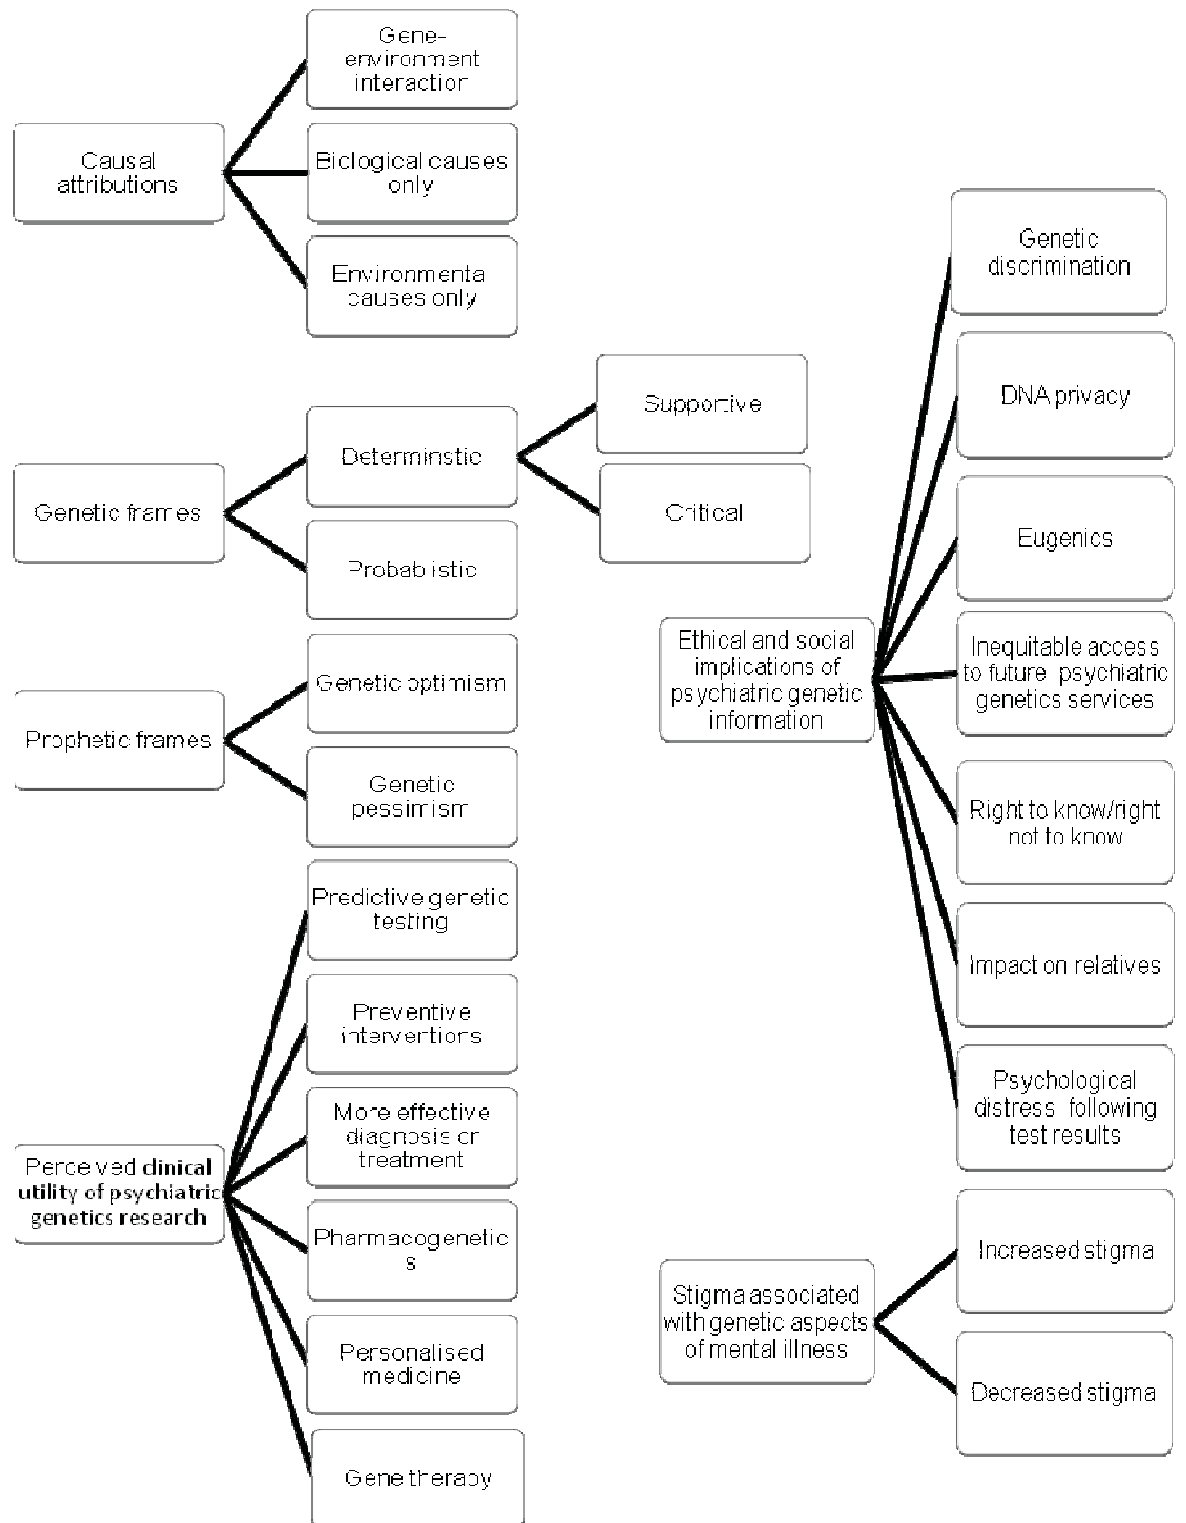 Gene-
environment
interaction
Causal
attributions
Biological causes
only
Environmenta
causes only
Genetic frames
Determinstic
Supportive
Critical
Probablistic
Prophetic frames
Genetic optimism
Genetic
pessimism
Perceived clinical
utility of psychiatric
genetics research
Predictive genetic
testing
Preventive
interventions
More effective
diagnosis or
treatment
Pharmacogenetic
s
Personalised
medicine
Gene therapy
Ethical and social
implications of
psychiatric genetic
information
Genetic
discrimination
DNA privacy
Eugenics
Inequitable access
to future psychiatric
genetics services
Right to know/right
not to know
Impact on relatives
Psychological
distress following
test results
Stigma associated
with genetic aspects
of mental illness
Increased stigma
Decreased stigma